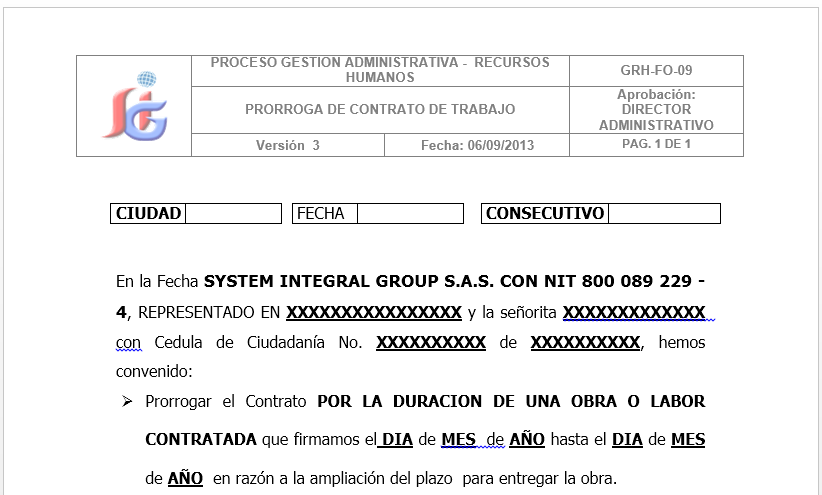 PROCESO GESTION ADMINISTRATIVA - RECURSOS
HUMANOS
GRH-FO-09
PRORROGA DE CONTRATO DE TRABAJO
Aprobación:
DIRECTOR
ADMINISTRATIVO
Versión 3
Fecha: 06/09/2013
PAG. 1 DE 1
CIUDAD
FECHA
CONSECUTIVO
En la Fecha SYSTEM INTEGRAL GROUP S.A.S. CON NIT 800 089 229 -
4, REPRESENTADO EN XXXXXXXXXXXXXXXX y la señorita XXXXXXXXXXXXX
con Cedula de Ciudadanía No. XXXXXXXXXX de XXXXXXXXXX, hemos
convenido:
➢ Prorrogar el Contrato POR LA DURACION DE UNA OBRA O LABOR
CONTRATADA que firmamos el DIA de MES de AÑO hasta el DIA de MES
de AÑO en razón a la ampliación del plazo para entregar la obra.